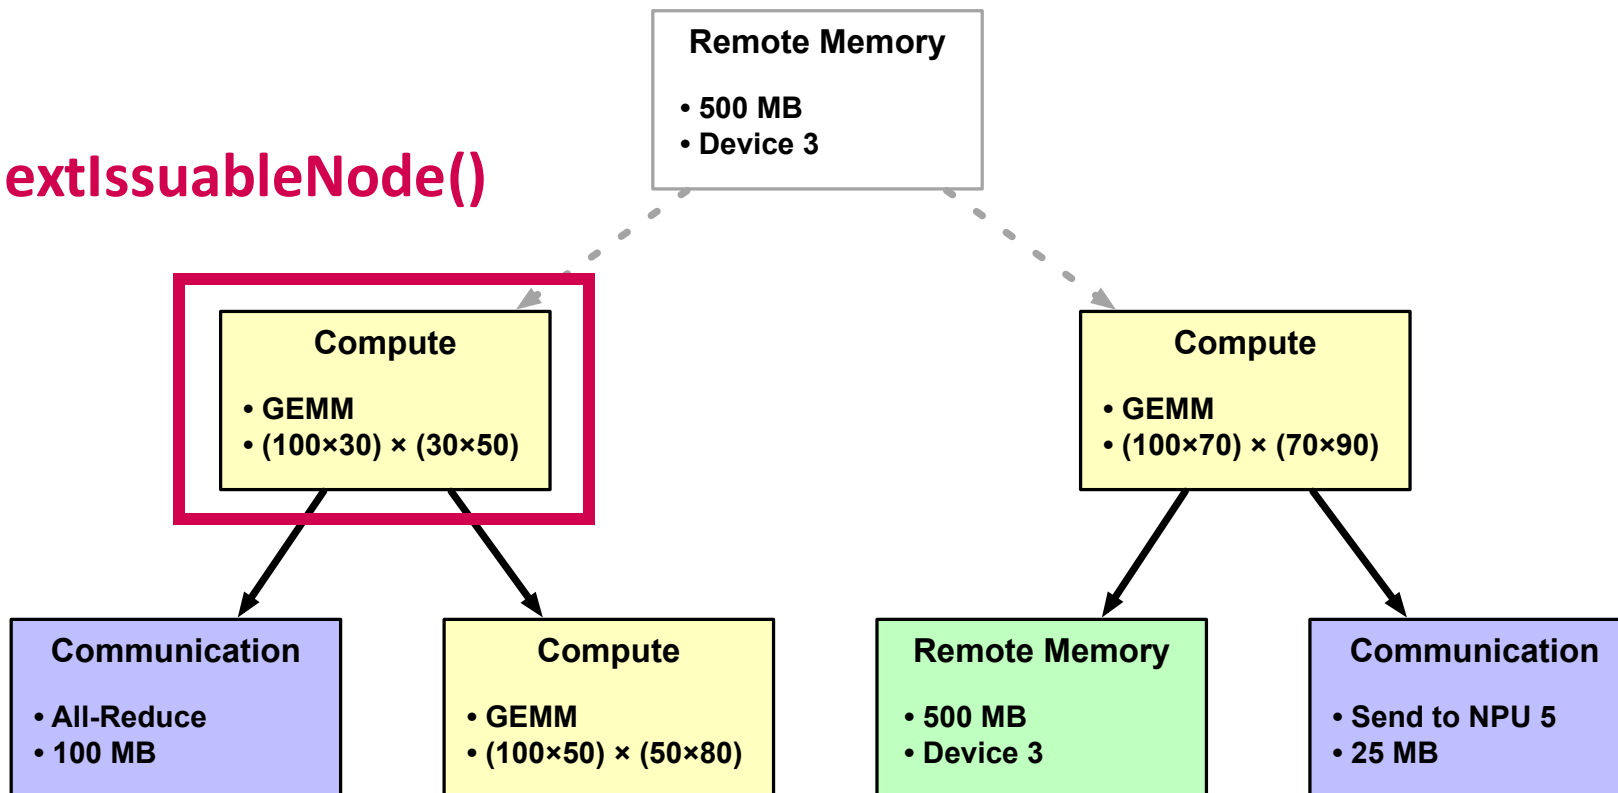 Remote Memory
• 500 MB
• Device 3
extIssuableNode()
Compute
• GEMM
• (100×30) × (30×50)
Compute
• GEMM
• (100×70) × (70×90)
Communication
• All-Reduce
• 100 MB
Compute
• GEMM
• (100×50) × (50×80)
Remote Memory
• 500 MB
• Device 3
Communication
• Send to NPU 5
• 25 MB